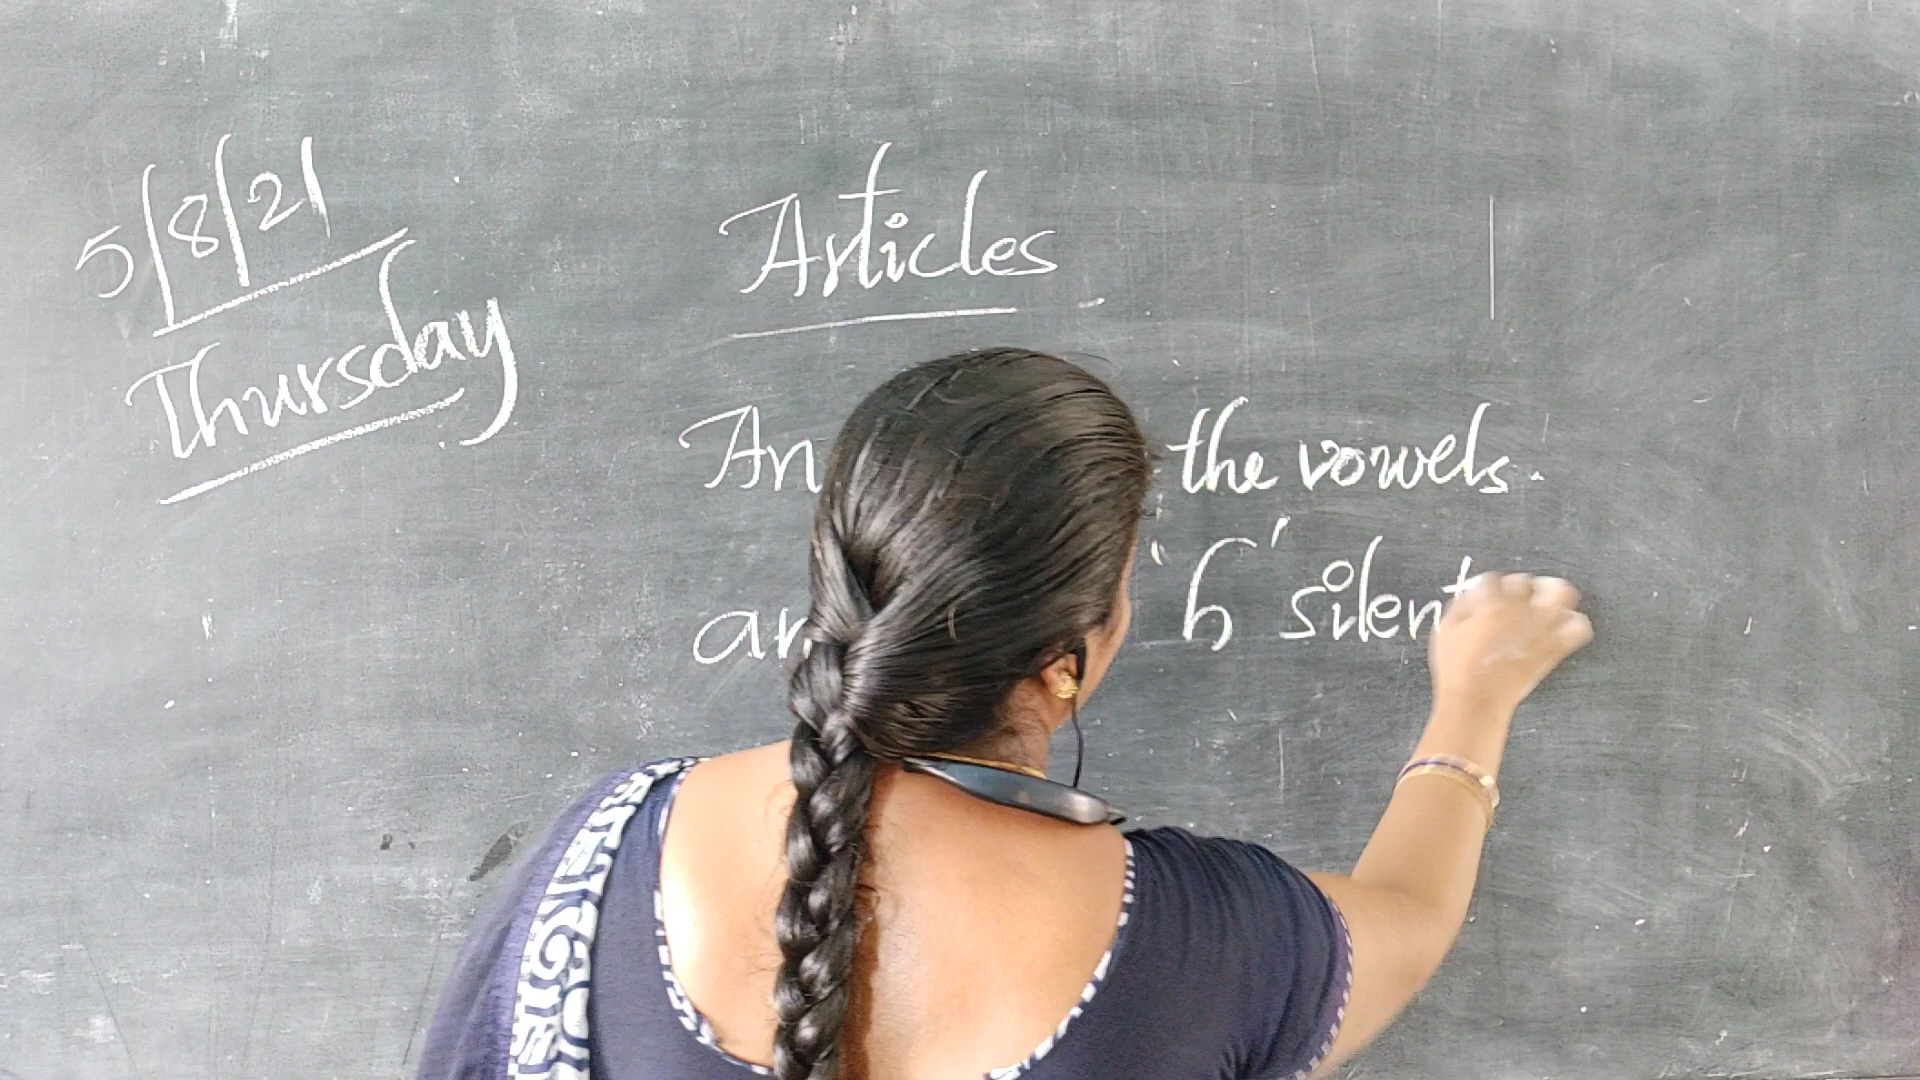 5/8/21
Thursday
Articles
An the vowels.
an 'h' silent